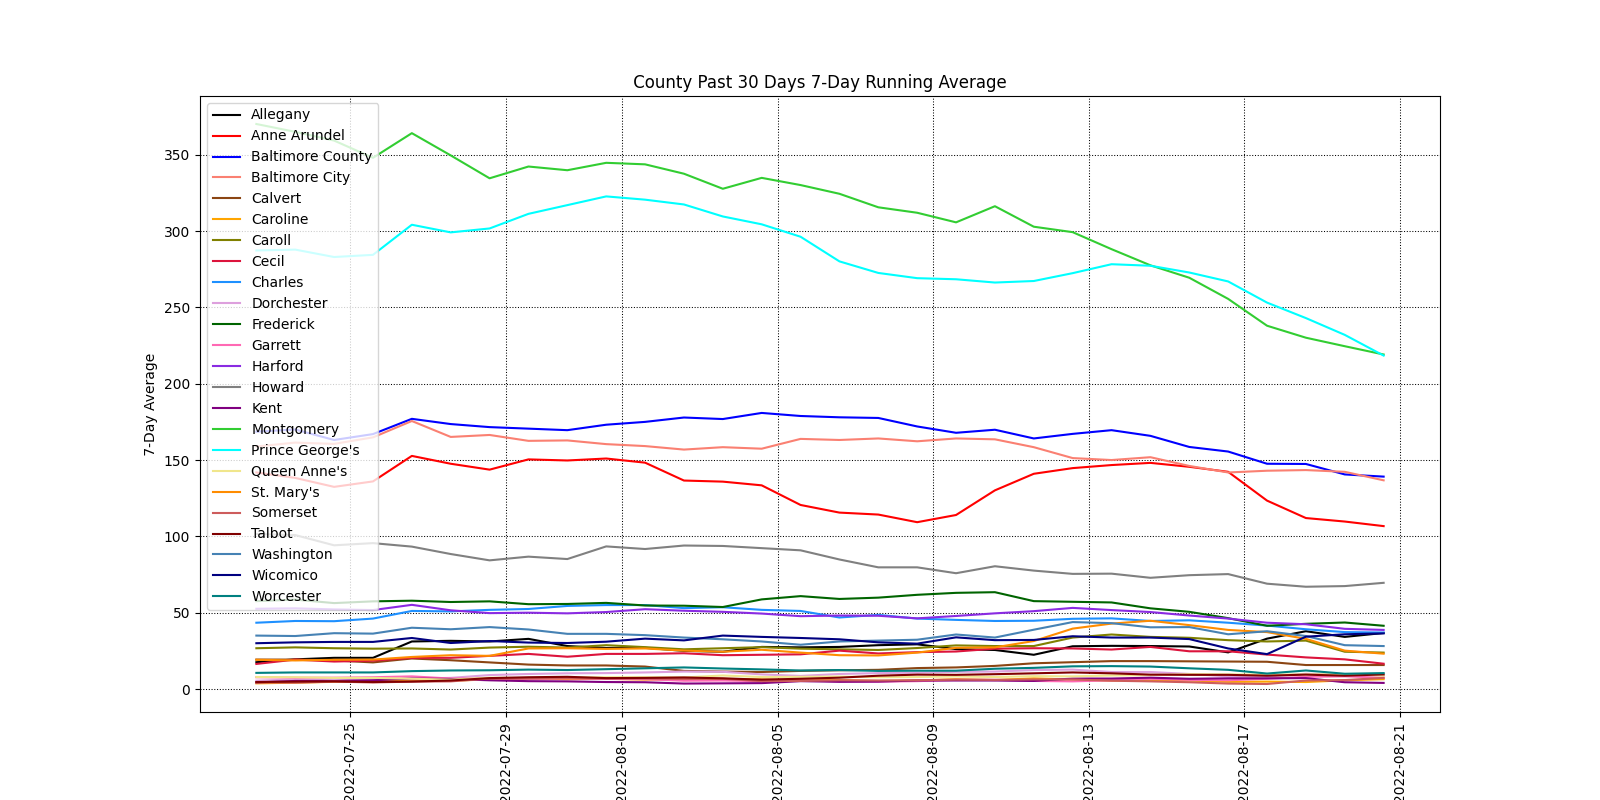 County Past 30 Days 7-Day Running Average
7-Day Average
350
300
250
200
150
100
50
0
Allegany
Anne Arundel
Baltimore County
Baltimore City
Calvert
Caroline
Caroll
Cecil
Charles
Dorchester
Frederick
Garrett
Harford
Howard
Kent
Montgomery
Prince George's
Queen Anne's
St. Mary's
Somerset
Talbot
Washington
Wicomico
Worcester
2022-07-25
2022-07-29
2022-08-01
2022-08-05
2022-08-09
2022-08-13
2022-08-17
2022-08-21